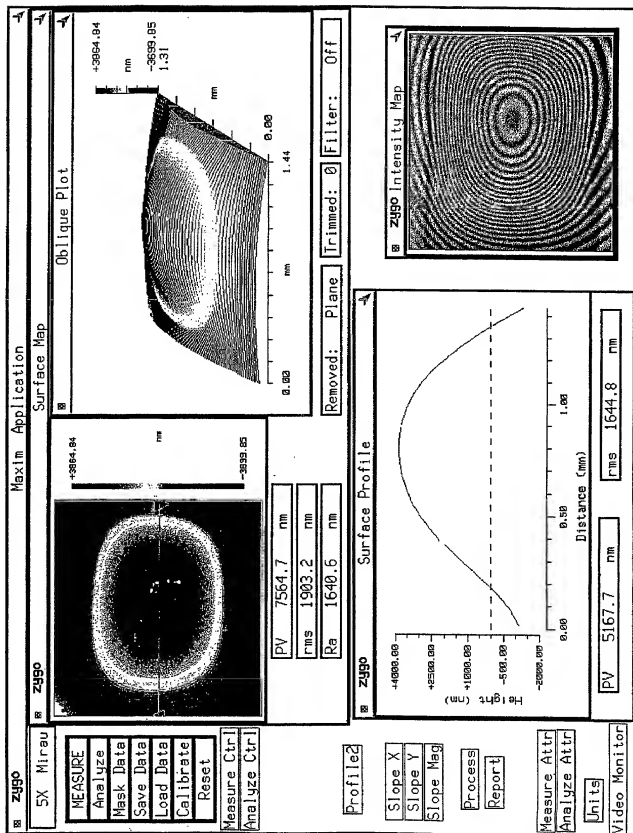 zygo
Maxim Application
5X Mirau
MEASURE
Analyze
Mask Data
Save Data
Load Data
Calibrate
Reset
Measure Ctrl
Analyze Ctrl
Profile2
Slope X
Slope Y
Slope Mag
Process
Report
Measure Attr
Analyze Attr
Units
Video Monitor
zygo
Surface Map
+3864.84
nm
-3699.85
PV 7564.7 nm
rms 1903.2 nm
Ra 1640.6 nm
Oblique Plot
+3864.84
nm
-3699.85
1.31
0.00
mm
1.44
0.00
Removed: Plane
Trimmed: 0
Filter: Off
Surface Profile
+4000.00
+2500.00
+1000.00
-500.00
-2000.00
Height (nm)
0.00
0.50
1.00
Distance (mm)
PV 5167.7 nm
rms 1644.8 nm
zygo Intensity Map